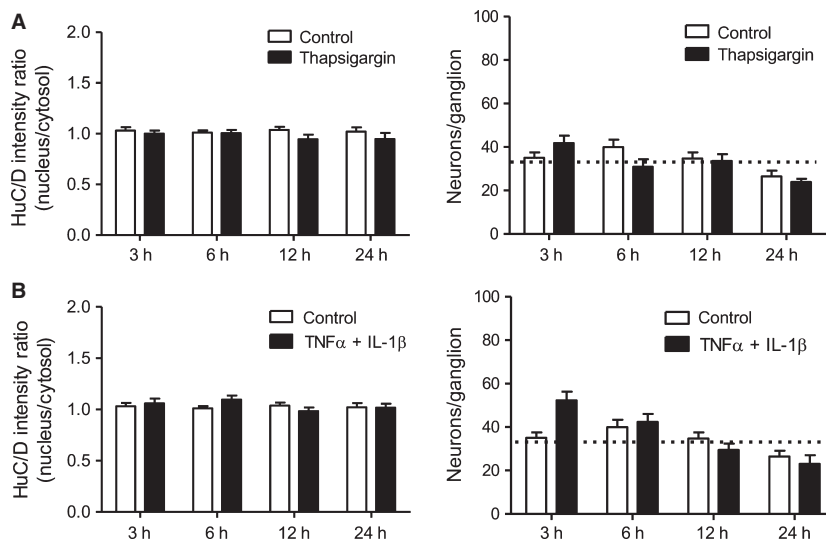 A
HuC/D intensity ratio
(nucleus/cytosol)
2.0
1.5
1.0
0.5
0.0
Control
Thapsigargin
3 h 6 h 12 h 24 h
Neurons/ganglion
100
80
60
40
20
0
Control
Thapsigargin
3 h 6 h 12 h 24 h
B
HuC/D intensity ratio
(nucleus/cytosol)
2.0
1.5
1.0
0.5
0.0
Control
TNFα + IL-1β
3 h 6 h 12 h 24 h
Neurons/ganglion
100
80
60
40
20
0
Control
TNFα + IL-1β
3 h 6 h 12 h 24 h